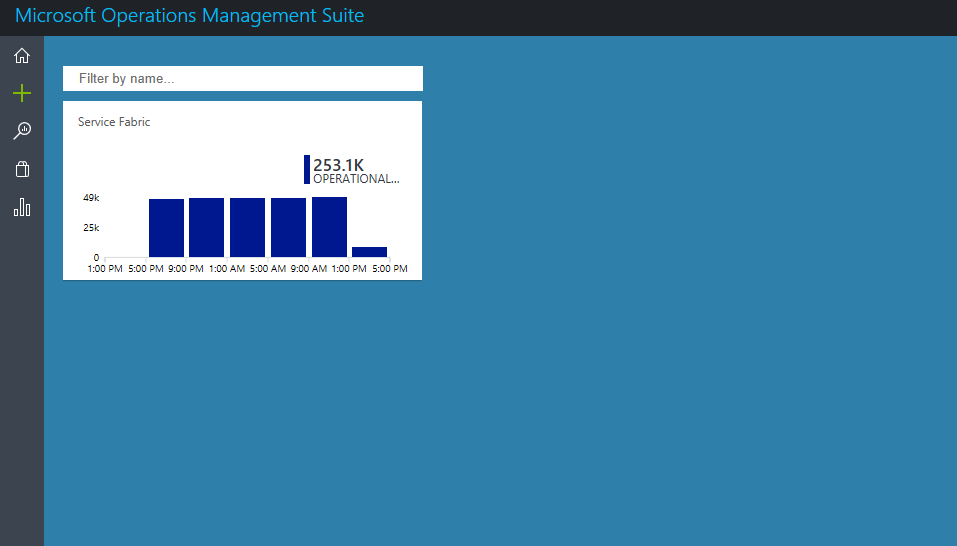 Microsoft Operations Management Suite
Filter by name...
Service Fabric
253.1K
OPERATIONAL...
49k
25k
0
1:00 PM 5:00 PM 9:00 PM 1:00 AM 5:00 AM 9:00 AM 1:00 PM 5:00 PM